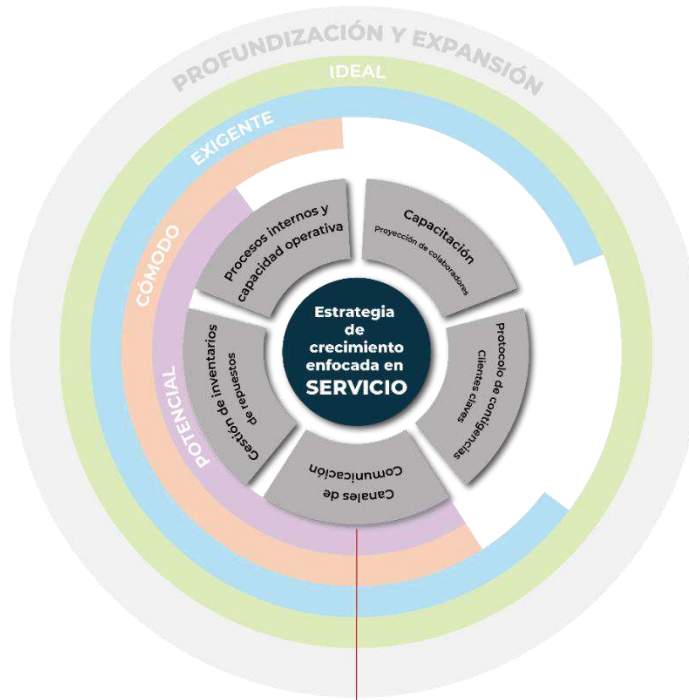 PROFUNDIZACIÓN Y EXPANSIÓN
IDEAL
EXIGENTE
CÓMODO
POTENCIAL
Procesos internos y
capacidad operativa
Capacitación
Proyección de colaboradores
Protocolo de contigencias
Clientes claves
Canales de
Comunicación
Gestión de inventarios
de repuestos
Estrategia
de
crecimiento
enfocada en
SERVICIO